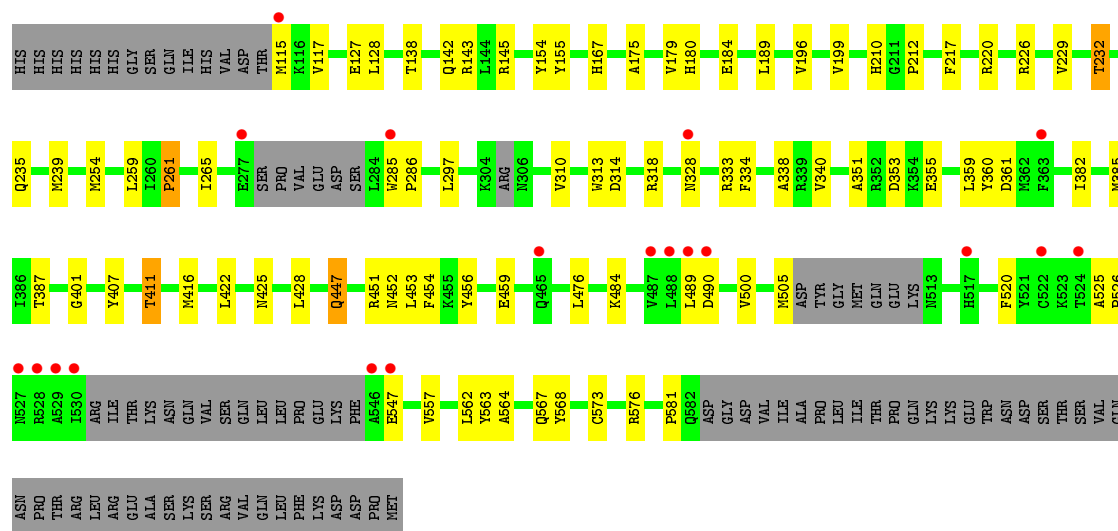 HIS HIS HIS HIS HIS HIS GLY SER GLN ILE HIS VAL ASP THR M115 K116 V117 E127 L128 T138 Q142 R143 L144 R145 Y154 Y155 H167 A175 V179 H180 E184 L189 V196 V199 H210 G211 P212 F217 R220 R226 V229 T232
Q235 M239 M254 L259 I260 P261 I265 E277 SER PRO VAL GLU ASP SER L284 W285 P286 L297 K304 ARG N306 V310 W313 D314 R318 N328 R333 F334 A338 R339 V340 A351 R352 D353 K354 E355 L359 Y360 D361 M362 F363 I382 M385
I386 T387 G401 Y407 T411 M416 L422 N425 L428 Q447 R451 N452 L453 F454 K455 Y456 E459 Q465 L476 K484 V487 L488 L489 D490 V500 M505 ASP TYR GLY MET GLN GLU LYS N513 H517 F520 Y521 C522 K523 T524 A525 P526
N527 R528 A529 I530 ARG ILE THR LYS ASN GLN VAL SER GLN LEU LEU PRO GLU LYS PHE A546 E547 V557 L562 Y563 A564 Q567 Y568 C573 R576 P581 Q582 ASP GLY ASP VAL ILE ALA PRO LEU ILE THR PRO GLN LYS LYS GLU TRP ASN ASP SER THR SER VAL GLN
ASN PRO THR ARG LEU ARG GLU ALA SER LYS SER ARG VAL GLN LEU PHE LYS ASP ASP PRO MET